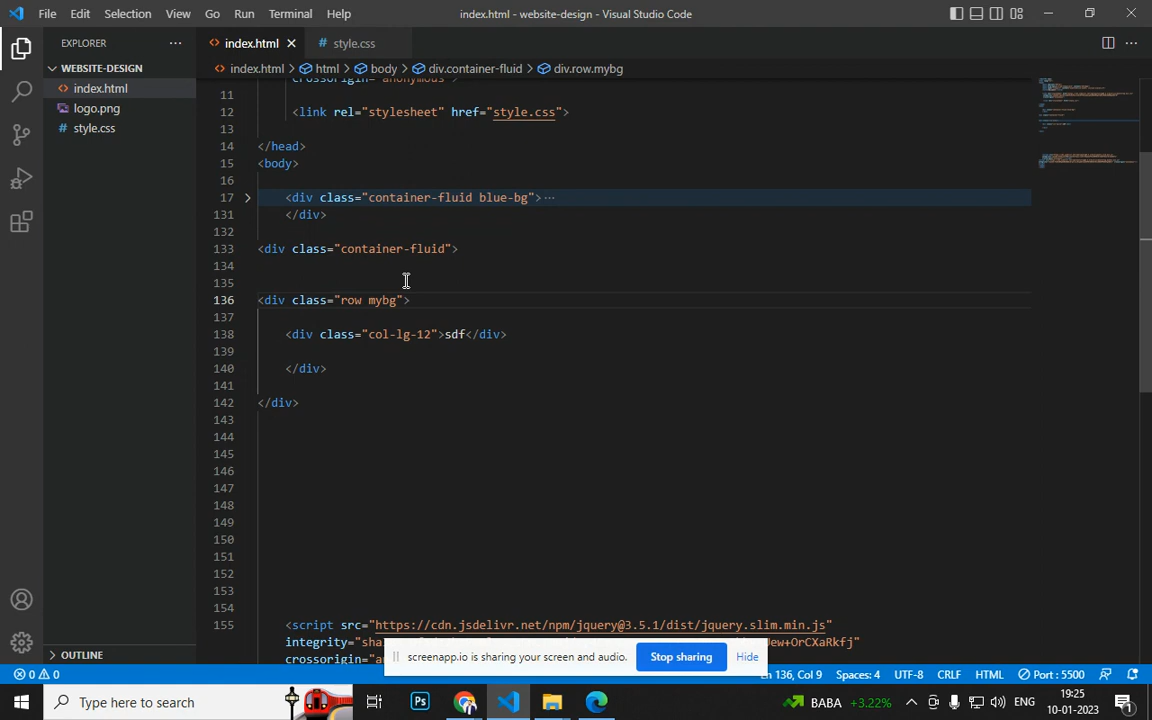 File Edit Selection View Go Run Terminal Help
index.html - website-design - Visual Studio Code
EXPLORER
WEBSITE-DESIGN
index.html
logo.png
style.css
OUTLINE
index.html
style.css
index.html > html > body > div.container-fluid > div.row.mybg
crossorigin="anonymous">
11
12 <link rel="stylesheet" href="style.css">
13
14 </head>
15 <body>
16
17 <div class="container-fluid blue-bg">···
131 </div>
132
133 <div class="container-fluid">
134
135
136 <div class="row mybg">
137
138 <div class="col-lg-12">sdf</div>
139
140 </div>
141
142 </div>
143
144
145
146
147
148
149
150
151
152
153
154
155 <script src="https://cdn.jsdelivr.net/npm/jquery@3.5.1/dist/jquery.slim.min.js"
integrity="sha
screenapp.io is sharing your screen and audio. Stop sharing Hide
0 0 Ln 136, Col 9 Spaces: 4 UTF-8 CRLF HTML Port : 5500
Type here to search
BABA +3.22% ENG 19:25
10-01-2023
1